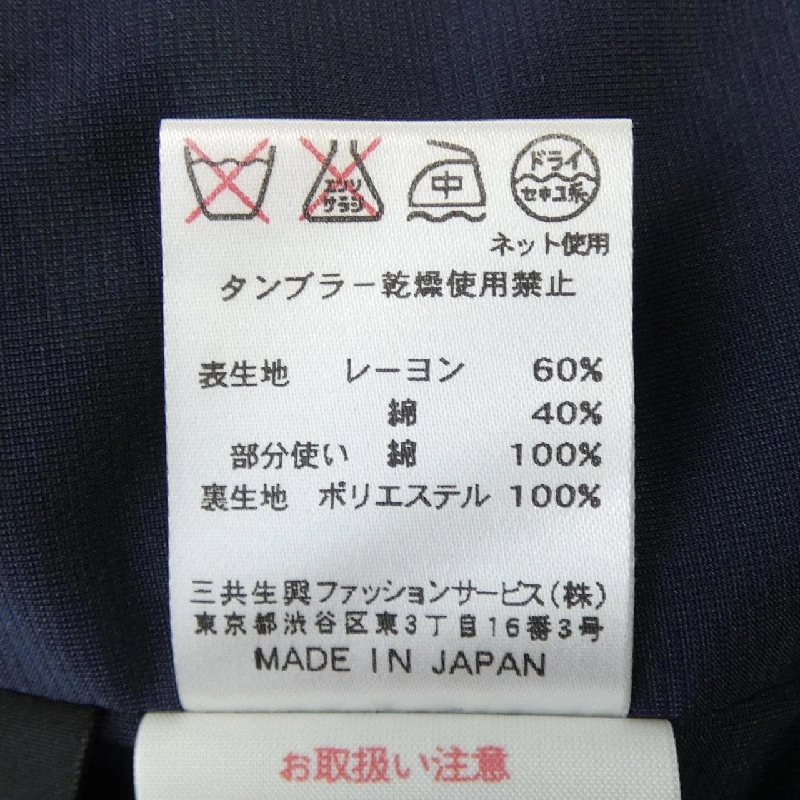 エンソサラシ 中 ドライ
セキユ系
ネット使用
タンブラー乾燥使用禁止
表生地 レーヨン 60%
綿 40%
部分使い 綿 100%
裏生地 ポリエステル 100%
三共生興ファッションサービス(株)
東京都渋谷区東3丁目16番3号
MADE IN JAPAN
お取扱い注意